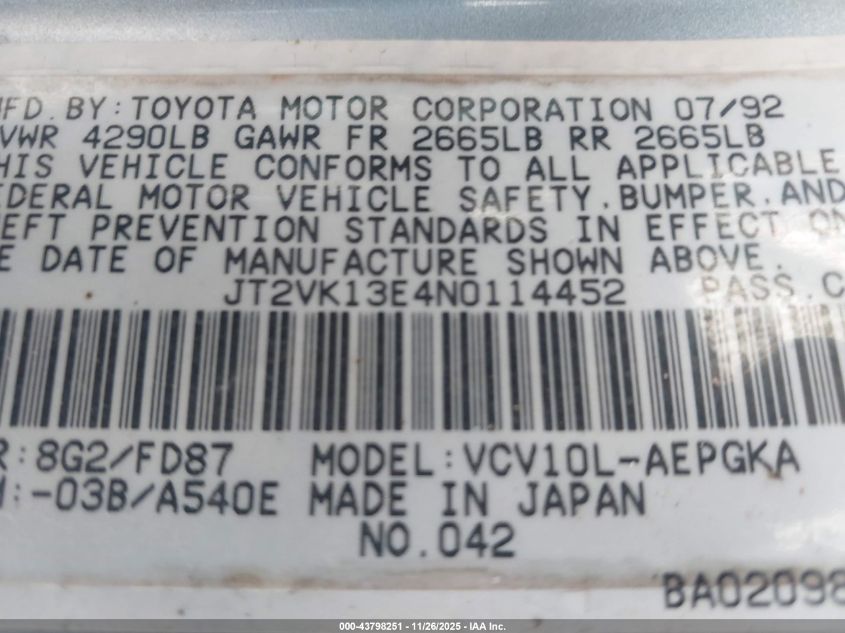 MFD. BY: TOYOTA MOTOR CORPORATION 07/92
VWR 4290LB GAWR FR 2665LB RR 2665LB
HIS VEHICLE CONFORMS TO ALL APPLICABLE
EDERAL MOTOR VEHICLE SAFETY, BUMPER, AND
EFT PREVENTION STANDARDS IN EFFECT ON
E DATE OF MANUFACTURE SHOWN ABOVE.
JT2VK13E4N0114452 PASS. C
R: 8G2/FD87 MODEL: VCV10L-AEPGKA
:-03B/A540E MADE IN JAPAN
NO. 042
BA02098
000-43798251 - 11/26/2025 - IAA Inc.